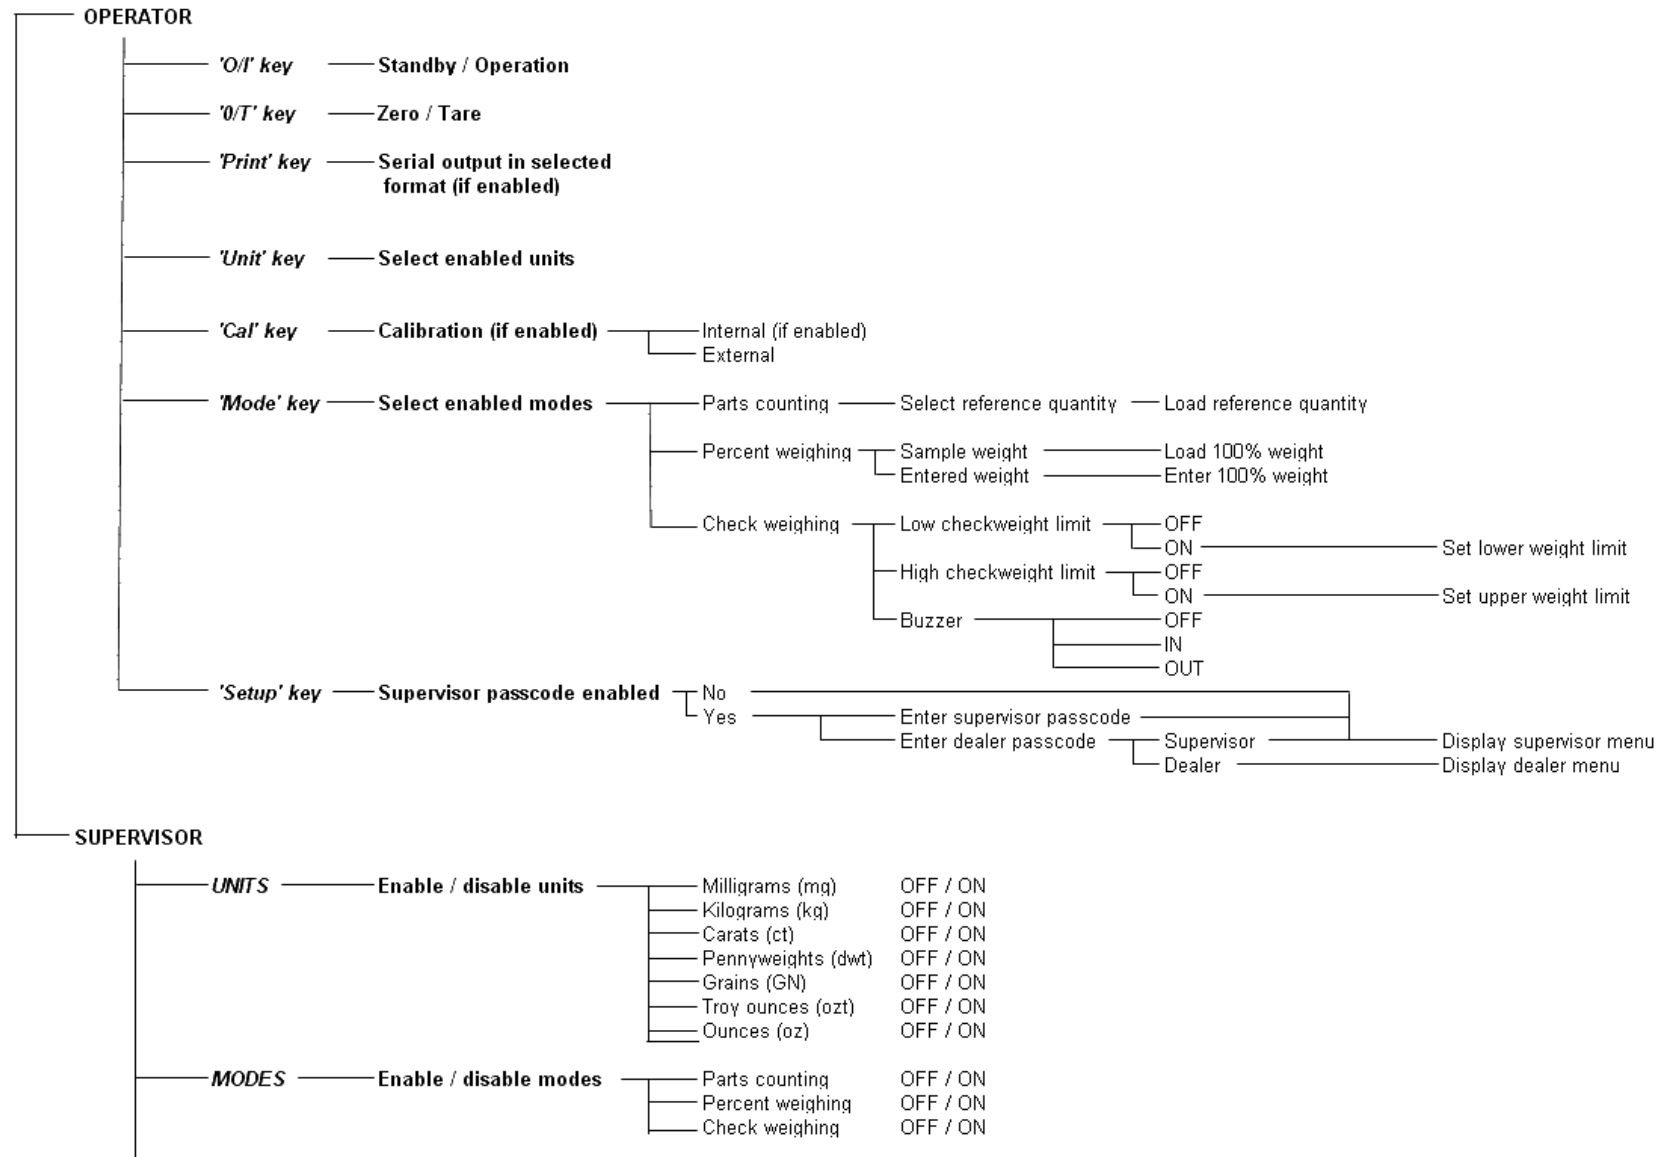 OPERATOR
'O/I' key Standby / Operation
'0/T' key Zero / Tare
'Print' key Serial output in selected
format (if enabled)
'Unit' key Select enabled units
'Cal' key Calibration (if enabled) Internal (if enabled)
External
'Mode' key Select enabled modes Parts counting Select reference quantity Load reference quantity
Percent weighing Sample weight Load 100% weight
Entered weight Enter 100% weight
Check weighing Low checkweight limit OFF
ON Set lower weight limit
High checkweight limit OFF
ON Set upper weight limit
Buzzer OFF
IN
OUT
'Setup' key Supervisor passcode enabled No
Yes Enter supervisor passcode
Enter dealer passcode Supervisor Display supervisor menu
Dealer Display dealer menu
SUPERVISOR
UNITS Enable / disable units Milligrams (mg) OFF / ON
Kilograms (kg) OFF / ON
Carats (ct) OFF / ON
Pennyweights (dwt) OFF / ON
Grains (GN) OFF / ON
Troy ounces (ozt) OFF / ON
Ounces (oz) OFF / ON
MODES Enable / disable modes Parts counting OFF / ON
Percent weighing OFF / ON
Check weighing OFF / ON